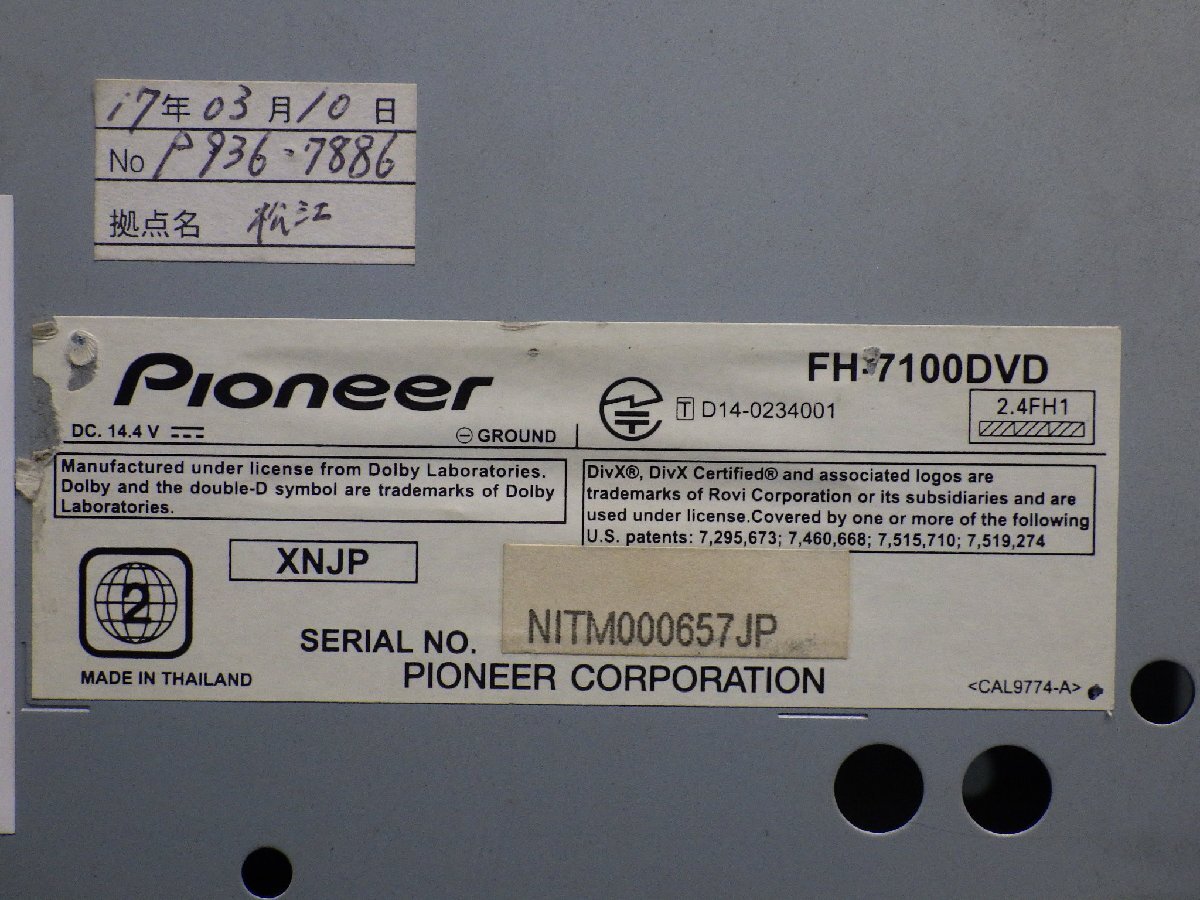 17年03月10日
No P936-7886
拠点名 松江
Pioneer
FH-7100DVD
DC. 14.4 V
GROUND
T D14-0234001
2.4FH1
Manufactured under license from Dolby Laboratories.
Dolby and the double-D symbol are trademarks of Dolby
Laboratories.
DivX®, DivX Certified® and associated logos are
trademarks of Rovi Corporation or its subsidiaries and are
used under license.Covered by one or more of the following
U.S. patents: 7,295,673; 7,460,668; 7,515,710; 7,519,274
2
XNJP
SERIAL NO. NITM000657JP
MADE IN THAILAND
PIONEER CORPORATION
<CAL9774-A>